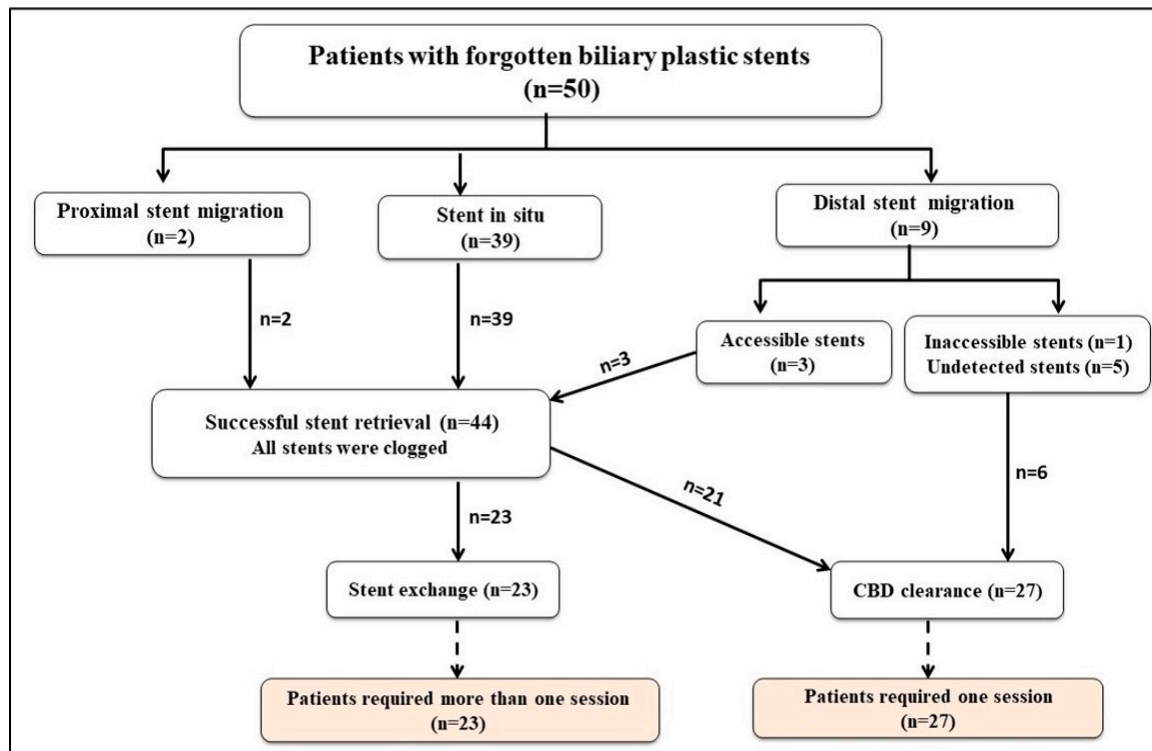 Patients with forgotten biliary plastic stents
(n=50)
Proximal stent migration
(n=2)
Stent in situ
(n=39)
Distal stent migration
(n=9)
n=2
n=39
n=3
Accessible stents
(n=3)
Inaccessible stents (n=1)
Undetected stents (n=5)
Successful stent retrieval (n=44)
All stents were clogged
n=23
n=21
n=6
Stent exchange (n=23)
CBD clearance (n=27)
Patients required more than one session
(n=23)
Patients required one session
(n=27)